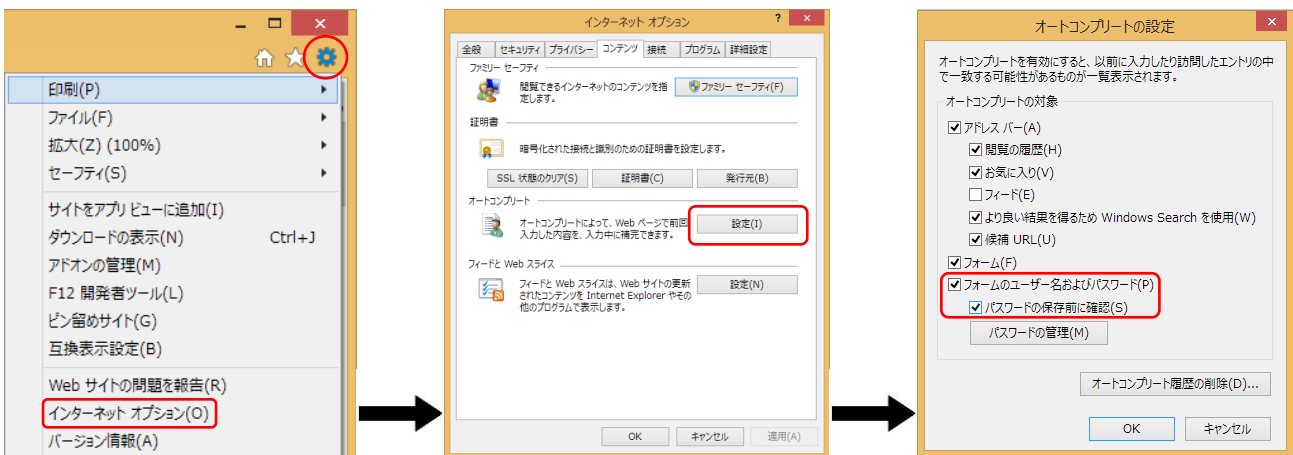 印刷(P)
ファイル(F)
拡大(Z) (100%)
セーフティ(S)
サイトをアプリ ビューに追加(I)
ダウンロードの表示(N) Ctrl+J
アドオンの管理(M)
F12 開発者ツール(L)
ピン留めサイト(G)
互換表示設定(B)
Web サイトの問題を報告(R)
インターネット オプション(O)
バージョン情報(A)
インターネット オプション
全般 セキュリティ プライバシー コンテンツ 接続 プログラム 詳細設定
ファミリー セーフティ
閲覧できるインターネットのコンテンツを指
定します。
ファミリー セーフティ(F)
証明書
暗号化された接続と識別のための証明書を設定します。
SSL 状態のクリア(S) 証明書(C) 発行元(B)
オートコンプリート
オートコンプリートによって、Web ページで前回
入力した内容を、入力中に補完できます。
設定(I)
フィードと Web スライス
フィードと Web スライスは、Web サイトの更新
されたコンテンツを Internet Explorer やその
他のプログラムで表示します。
設定(N)
OK キャンセル 適用(A)
オートコンプリートの設定
オートコンプリートを有効にすると、以前に入力したり訪問したエントリの中
で一致する可能性があるものが一覧表示されます。
オートコンプリートの対象
アドレス バー(A)
閲覧の履歴(H)
お気に入り(V)
フィード(E)
より良い結果を得るため Windows Search を使用(W)
候補 URL(U)
フォーム(F)
フォームのユーザー名およびパスワード(P)
パスワードの保存前に確認(S)
パスワードの管理(M)
オートコンプリート履歴の削除(D)...
OK キャンセル